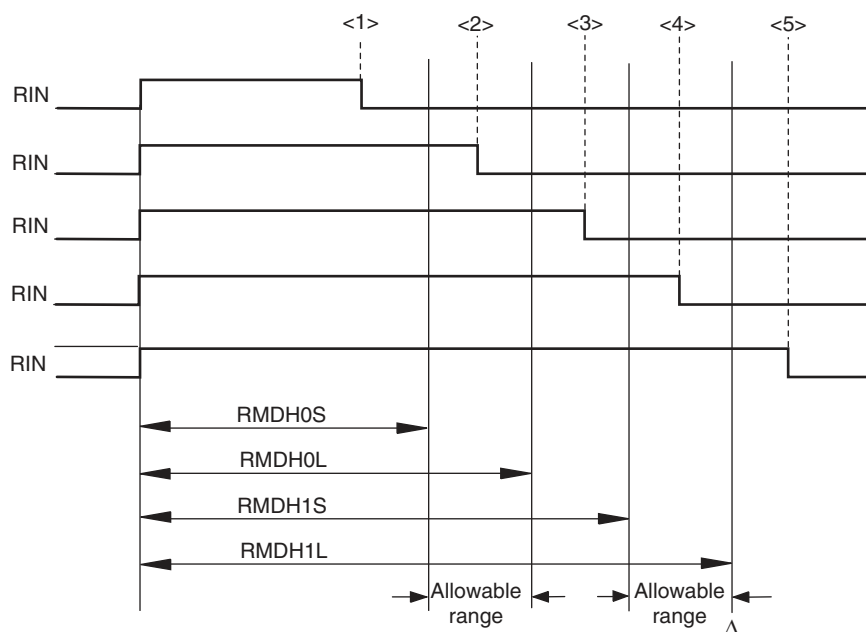 <1> <2> <3> <4> <5>
RIN
RIN
RIN
RIN
RIN
RMDH0S
RMDH0L
RMDH1S
RMDH1L
Allowable range
Allowable range
Δ